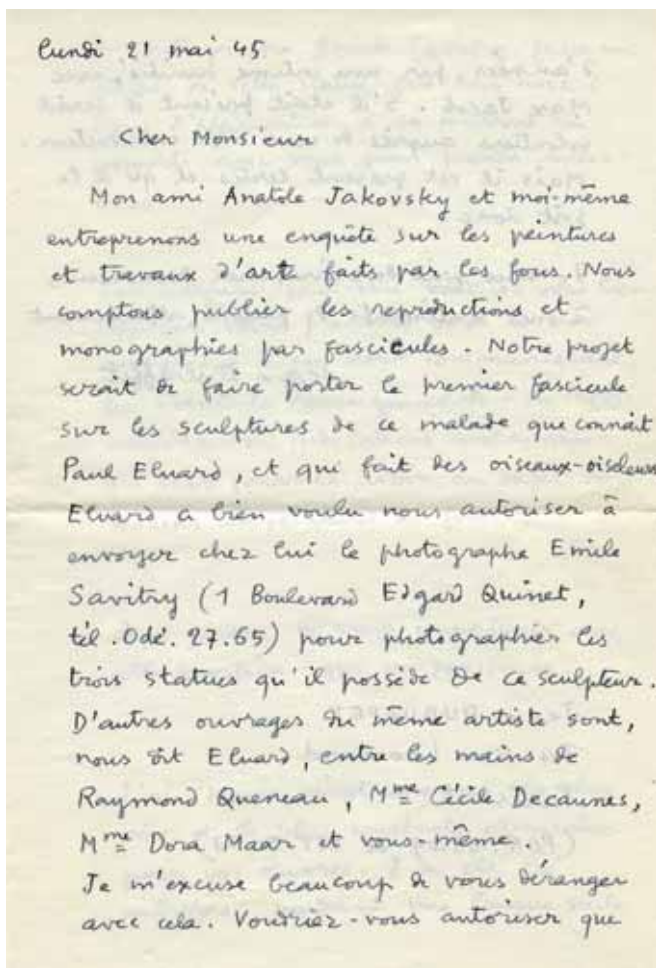 lundi 21 mai 45
Cher Monsieur
Mon ami Anatole Jakovsky et moi-même
entreprenons une enquête sur les peintures
et travaux d'art faits par les fous. Nous
comptons publier les reproductions et
monographies par fascicules. Notre projet
serait de faire porter le premier fascicule
sur les sculptures de ce malade que connait
Paul Eluard, et qui fait des oiseaux-oiseleurs
Eluard a bien voulu nous autoriser à
envoyer chez lui le photographe Emile
Savitry (1 Boulevard Edgard Quinet,
tél. Odé. 27.65) pour photographier les
trois statues qu'il possède de ce sculpteur.
D'autres ouvrages du même artiste sont,
nous dit Eluard, entre les mains de
Raymond Queneau, Mme Cécile Decaunes,
Mme Dora Maar et vous-même.
Je m'excuse beaucoup de vous déranger
avec cela. Voudriez-vous autoriser que